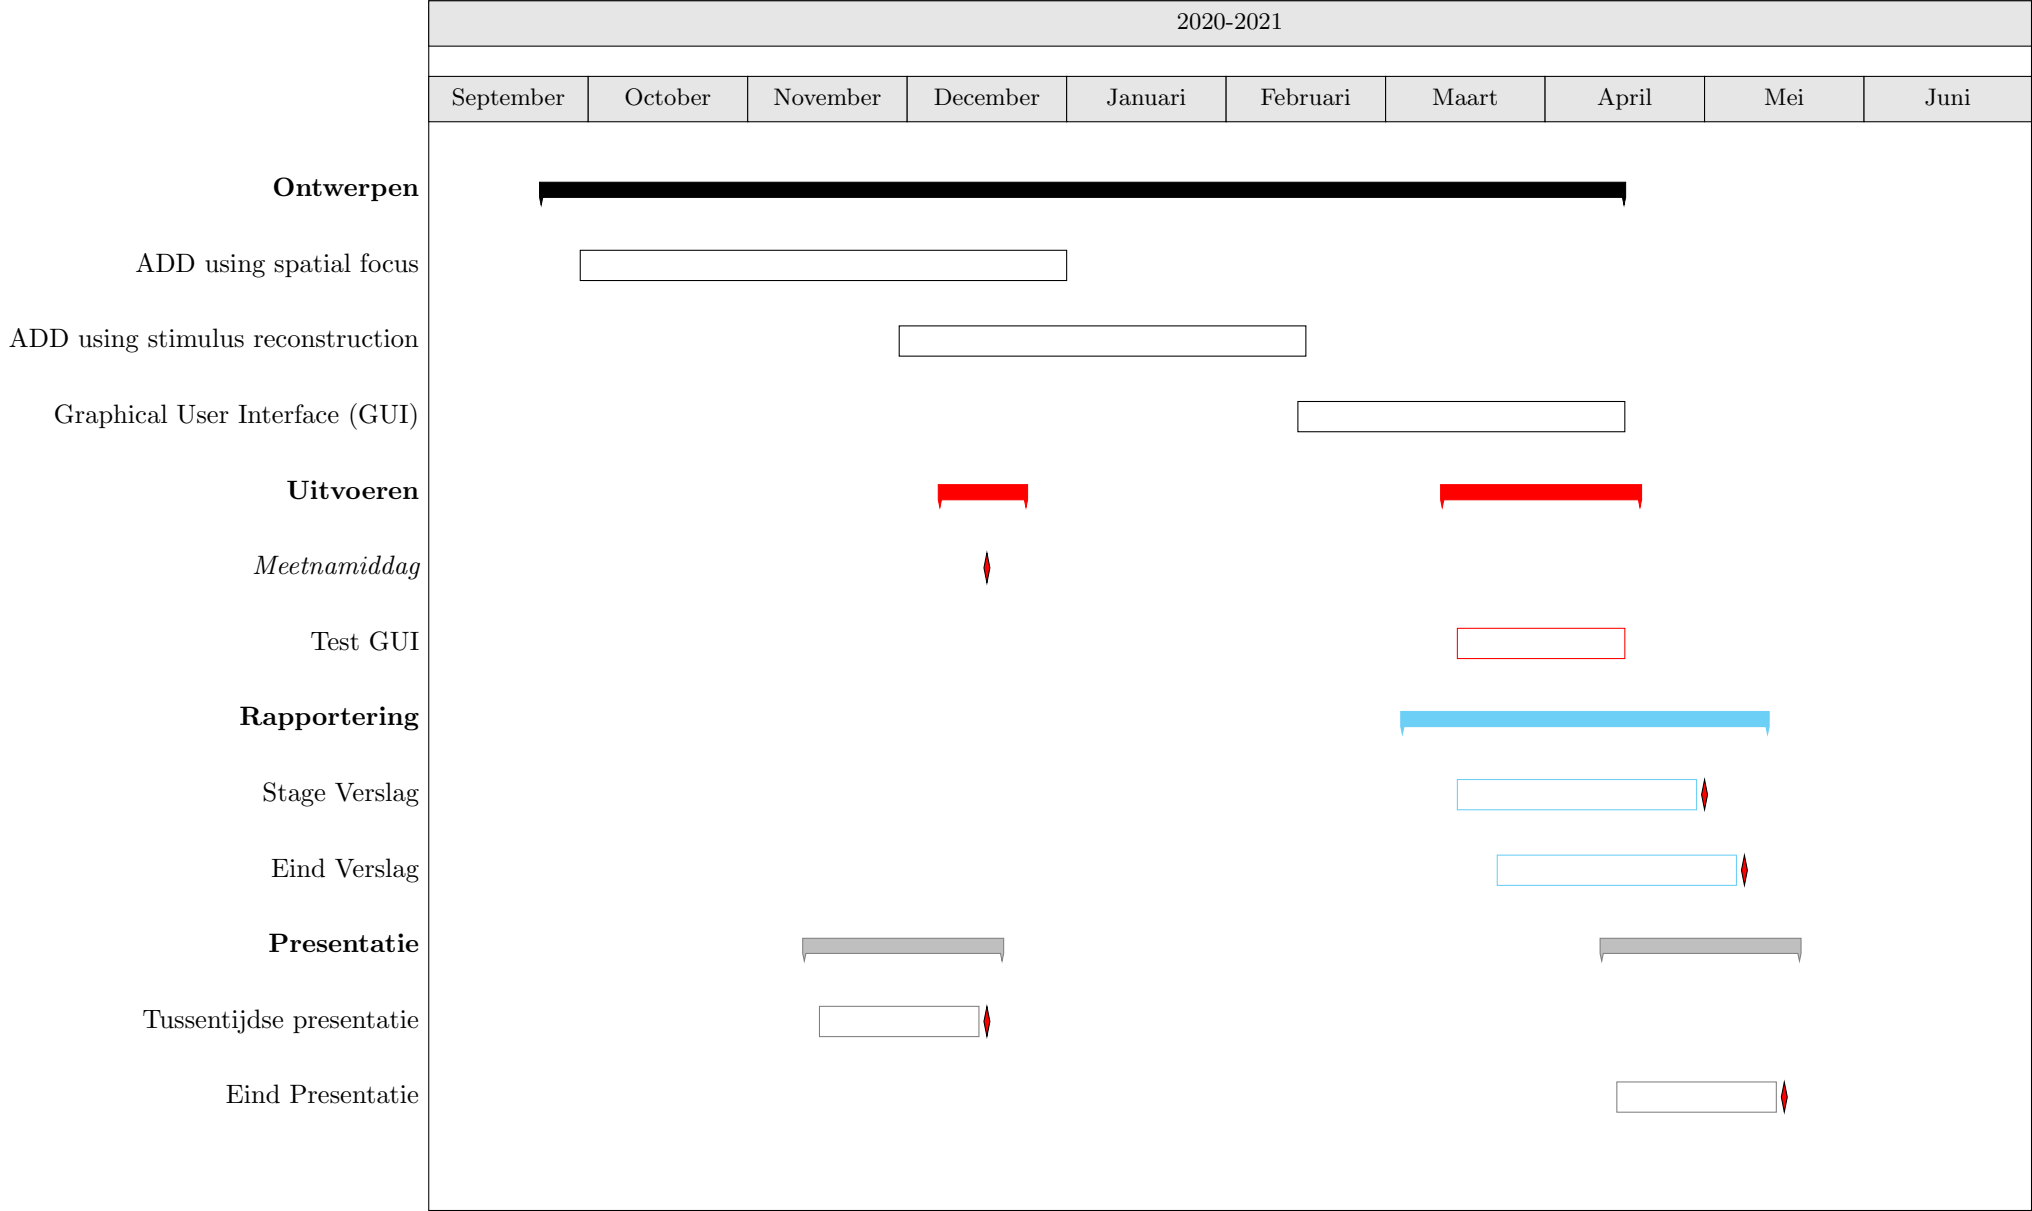 2020-2021
September October November December Januari Februari Maart April Mei Juni
Ontwerpen
ADD using spatial focus
ADD using stimulus reconstruction
Graphical User Interface (GUI)
Uitvoeren
Meetnamiddag
Test GUI
Rapportering
Stage Verslag
Eind Verslag
Presentatie
Tussentijdse presentatie
Eind Presentatie